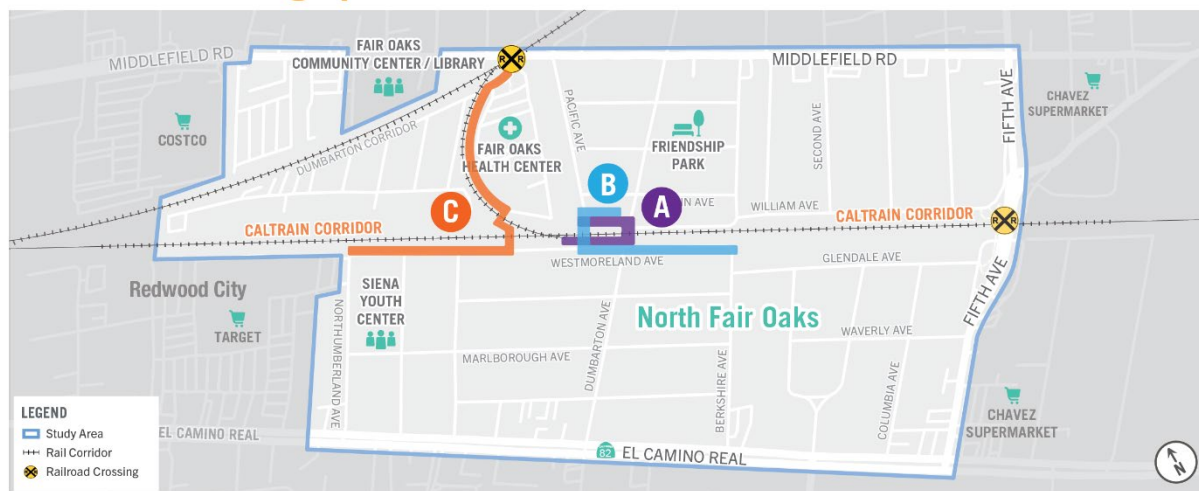 MIDDLEFIELD RD
FAIR OAKS
COMMUNITY CENTER / LIBRARY
R R
MIDDLEFIELD RD
FIFTH AVE
CHAVEZ
SUPERMARKET
COSTCO
DUMBARTON CORRIDOR
PACIFIC AVE
FAIR OAKS
HEALTH CENTER
FRIENDSHIP
PARK
SECOND AVE
B
A
C
AVE
WILLIAM AVE
CALTRAIN CORRIDOR
R R
CALTRAIN CORRIDOR
WESTMORELAND AVE
GLENDALE AVE
Redwood City
TARGET
NORTHUMBERLAND AVE
SIENA
YOUTH
CENTER
DUMBARTON AVE
North Fair Oaks
WAVERLY AVE
FIFTH AVE
MARLBOROUGH AVE
BERKSHIRE AVE
COLUMBIA AVE
CHAVEZ
SUPERMARKET
LEGEND
Study Area
Rail Corridor
Railroad Crossing
EL CAMINO REAL
82 EL CAMINO REAL
N